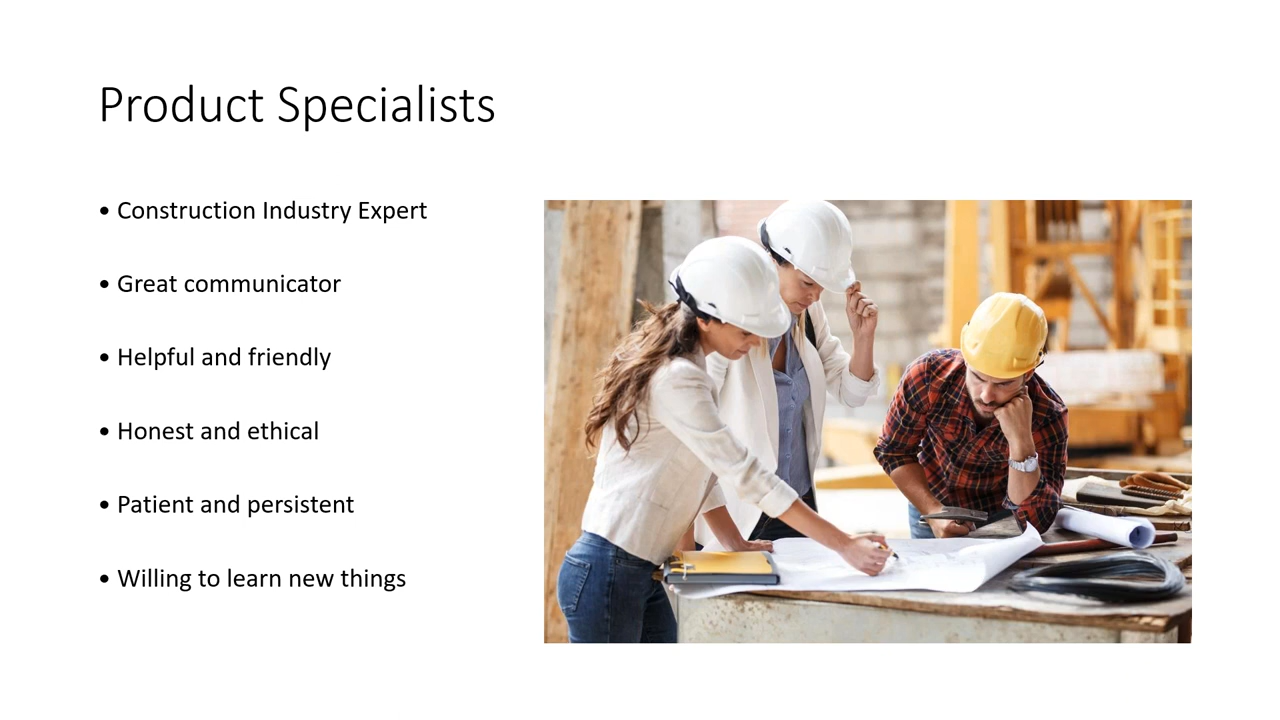 Product Specialists
• Construction Industry Expert
• Great communicator
• Helpful and friendly
• Honest and ethical
• Patient and persistent
• Willing to learn new things